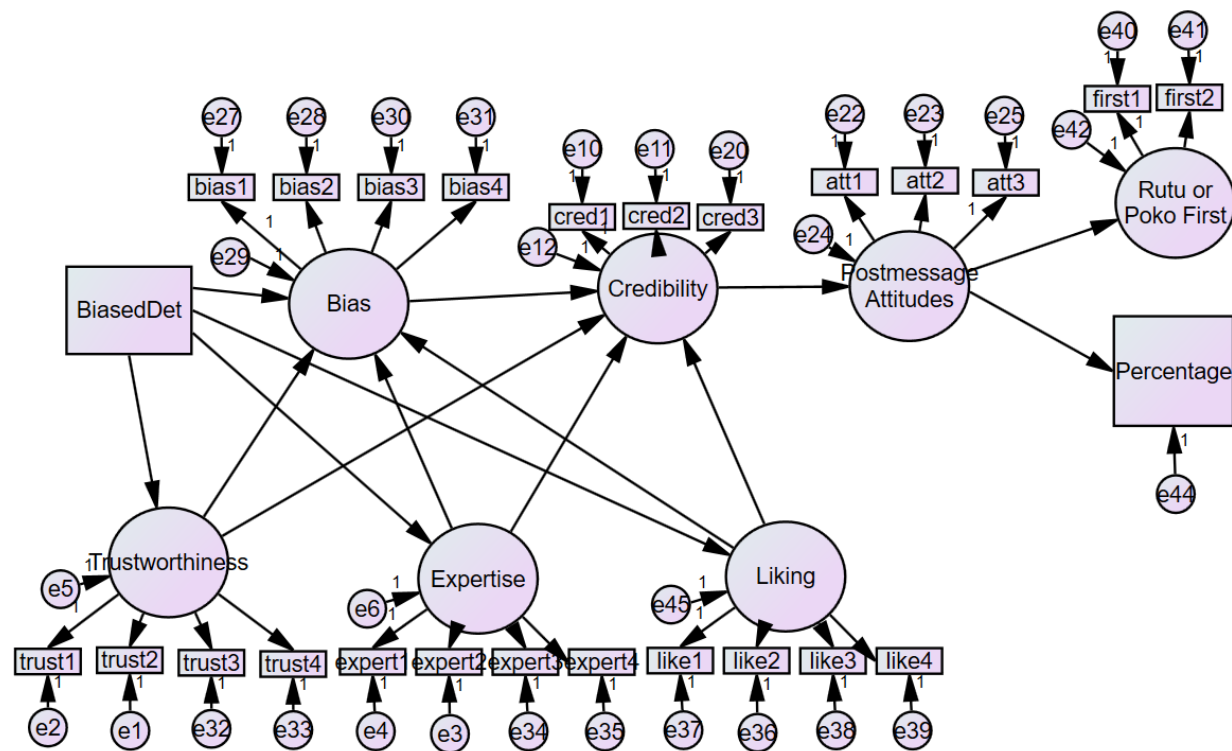 e40
e41
1
1
first1
first2
e42
1
1
Rutu or
Poko First
e27
e28
e30
e31
1
1
1
1
bias1
bias2
bias3
bias4
1
e29
1
Bias
BiasedDet
e10
e11
e20
1
1
1
cred1
cred2
cred3
1
e12
1
Credibility
e22
e23
e25
1
1
1
att1
att2
att3
1
e24
1
Postmessage
Attitudes
Percentage
1
e44
Trustworthiness
e5
1
1
trust1
trust2
trust3
trust4
1
1
1
1
e2
e1
e32
e33
Expertise
e6
1
1
expert1
expert2
expert3
expert4
1
1
1
1
e4
e3
e34
e35
Liking
e45
1
1
like1
like2
like3
like4
1
1
1
1
e37
e36
e38
e39